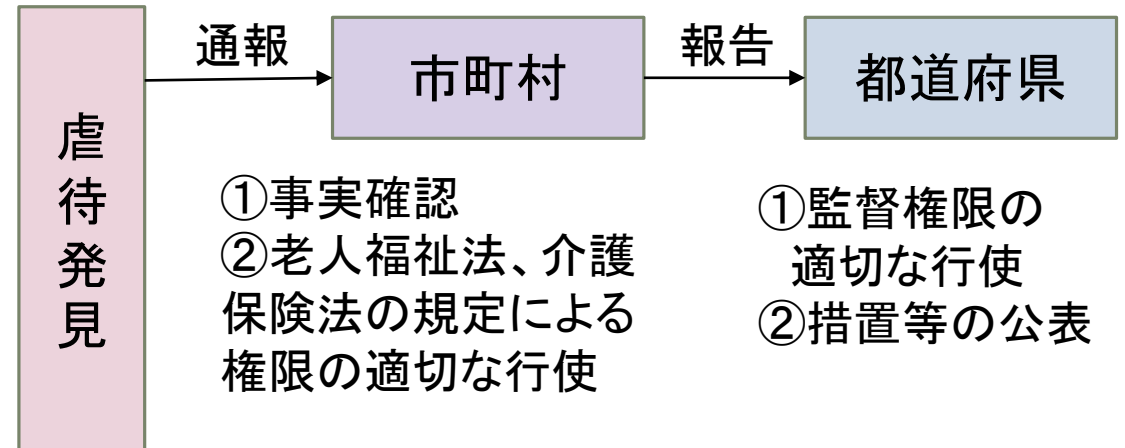 虐待発見
通報
市町村
報告
都道府県
①事実確認
②老人福祉法、介護
保険法の規定による
権限の適切な行使
①監督権限の
適切な行使
②措置等の公表